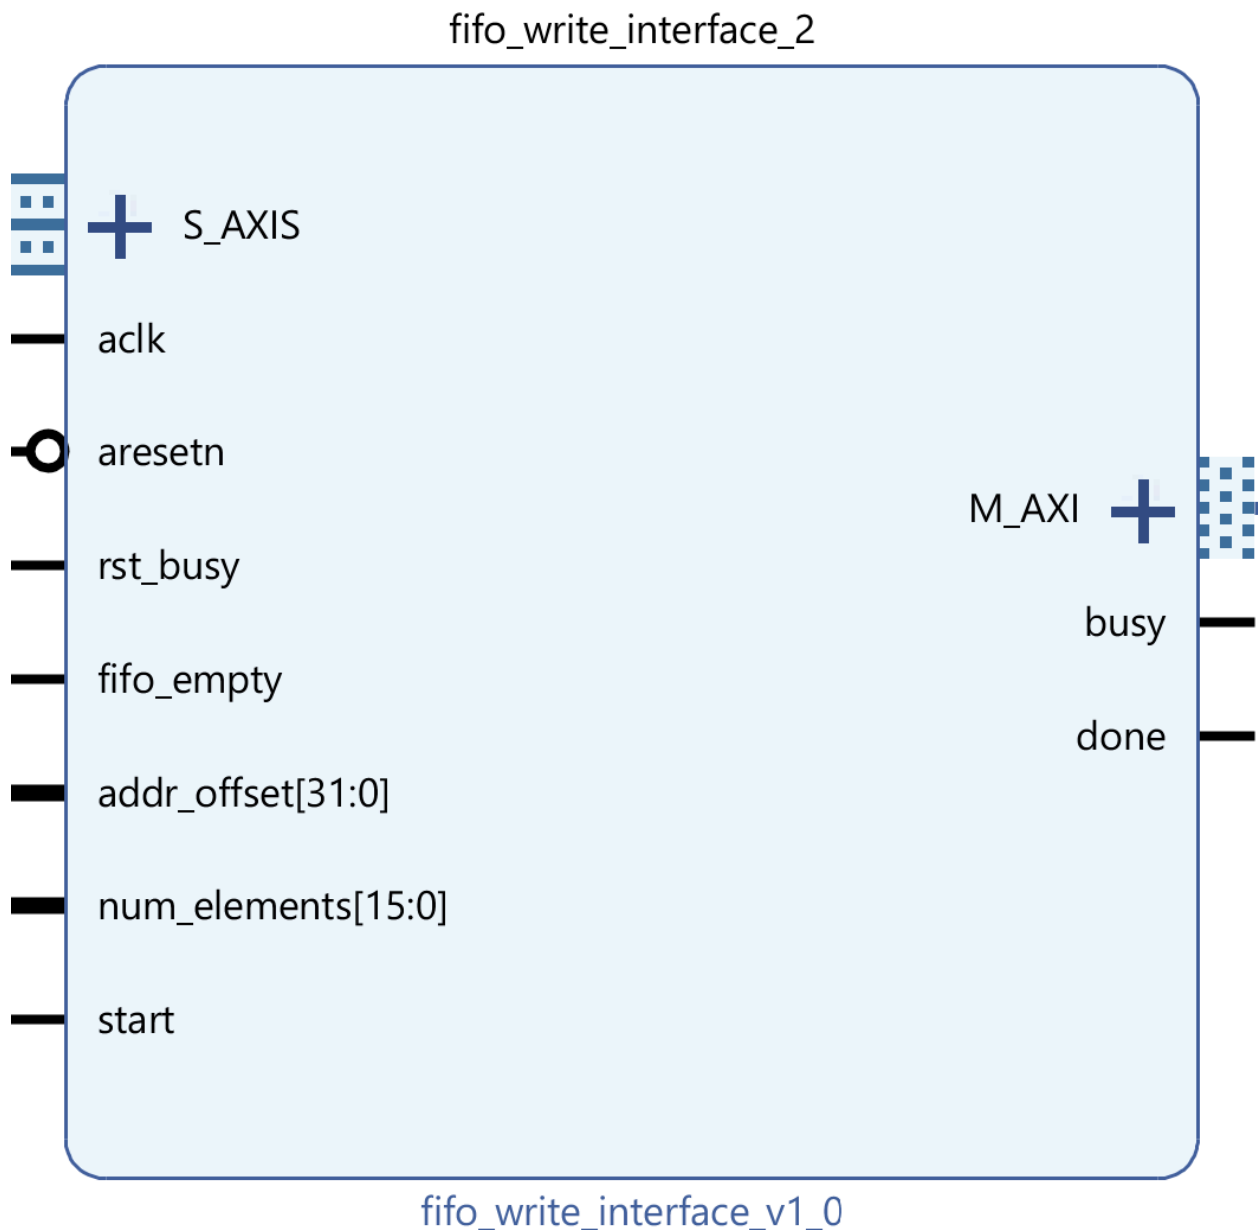 fifo_write_interface_2
S_AXIS
aclk
aresetn
rst_busy
fifo_empty
addr_offset[31:0]
num_elements[15:0]
start
M_AXI
busy
done
fifo_write_interface_v1_0